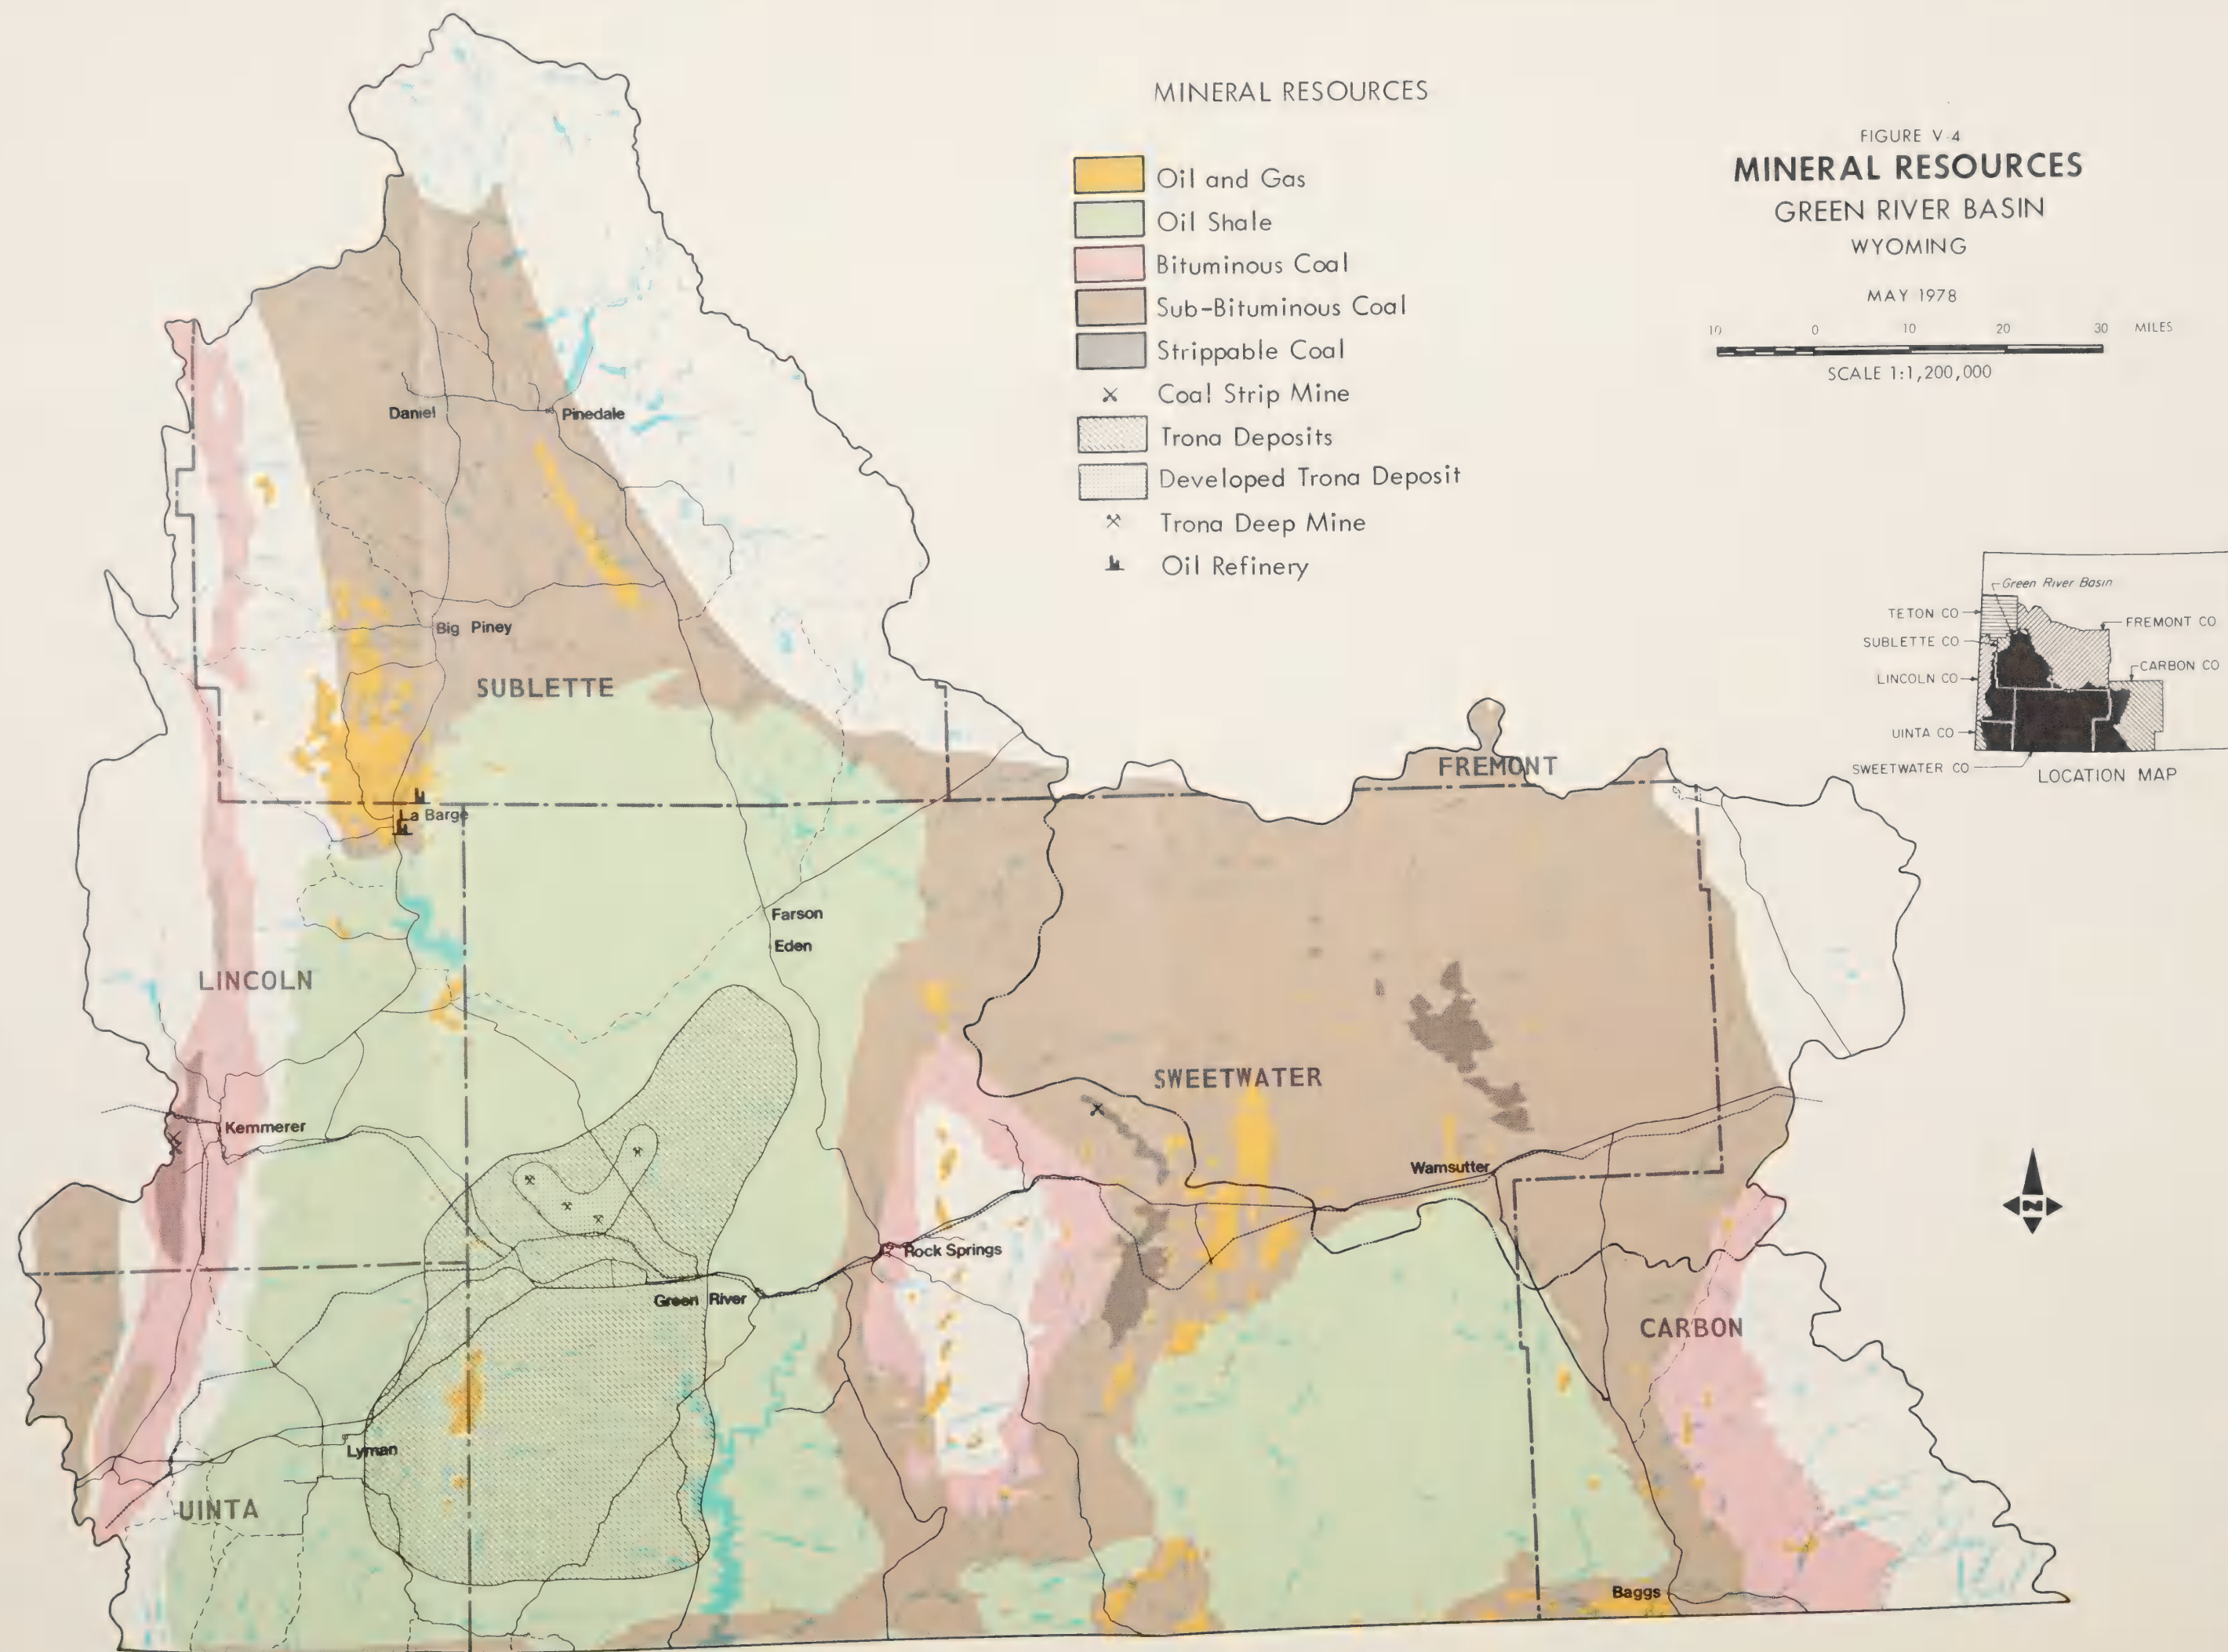 MINERAL RESOURCES
Oil and Gas
Oil Shale
Bituminous Coal
Sub-Bituminous Coal
Strippable Coal
Coal Strip Mine
Trona Deposits
Developed Trona Deposit
Trona Deep Mine
Oil Refinery
FIGURE V-4
MINERAL RESOURCES
GREEN RIVER BASIN
WYOMING
MAY 1978
10 0 10 20 30 MILES
SCALE 1:1,200,000
Green River Basin
TETON CO
FREMONT CO
SUBLETTE CO
CARBON CO
LINCOLN CO
UINTA CO
SWEETWATER CO
LOCATION MAP
Daniel
Pinedale
Big Piney
SUBLETTE
FREMONT
La Barge
Farson
Eden
LINCOLN
SWEETWATER
Kemmerer
Wamsutter
Rock Springs
Green River
CARBON
Lyman
UINTA
Baggs
N